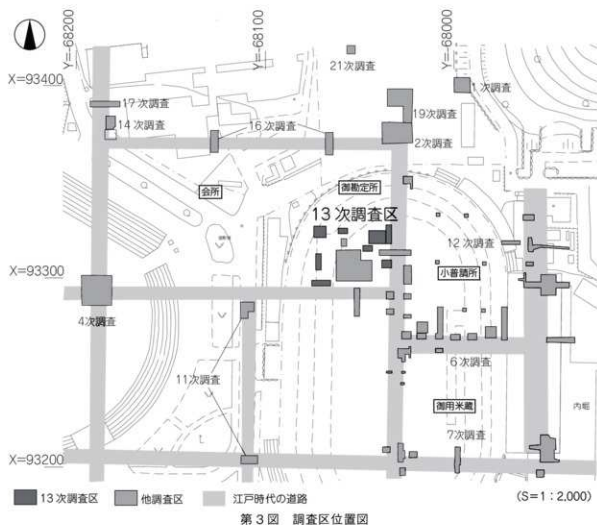 Y=-68200
Y=-68100
Y=-68000
X=93400
21次調査
1次調査
17次調査
19次調査
14次調査
16次調査
2次調査
会所
御勘定所
13次調査区
12次調査
X=93300
小普請所
4次調査
11次調査
6次調査
御用米蔵
内堀
7次調査
X=93200
13次調査区
他調査区
江戸時代の道路
(S=1:2,000)
第3図 調査区位置図